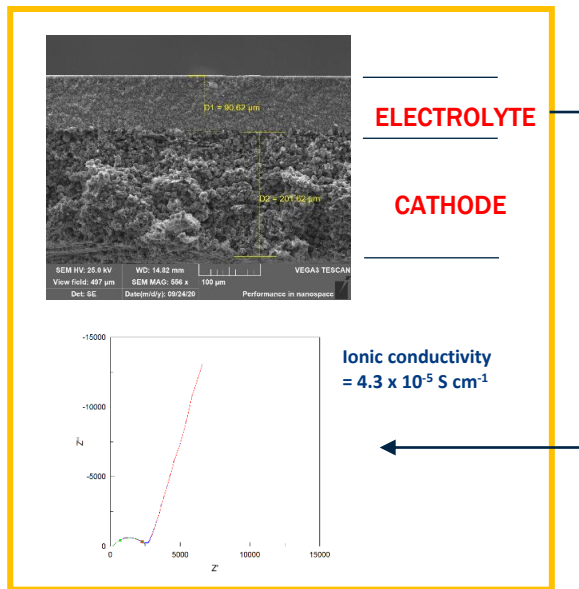 D1 = 90.62 µm
ELECTROLYTE
D2 = 201.62 µm
CATHODE
SEM HV: 25.0 kV WD: 14.82 mm VEGA3 TESCAN
View field: 497 µm SEM MAG: 556 x 100 µm
Det: SE Date(m/d/y): 09/24/20 Performance in nanospace
Ionic conductivity
= 4.3 x 10⁻⁵ S cm⁻¹
-15000
-10000
Z''
-5000
0
0 5000 10000 15000
Z'